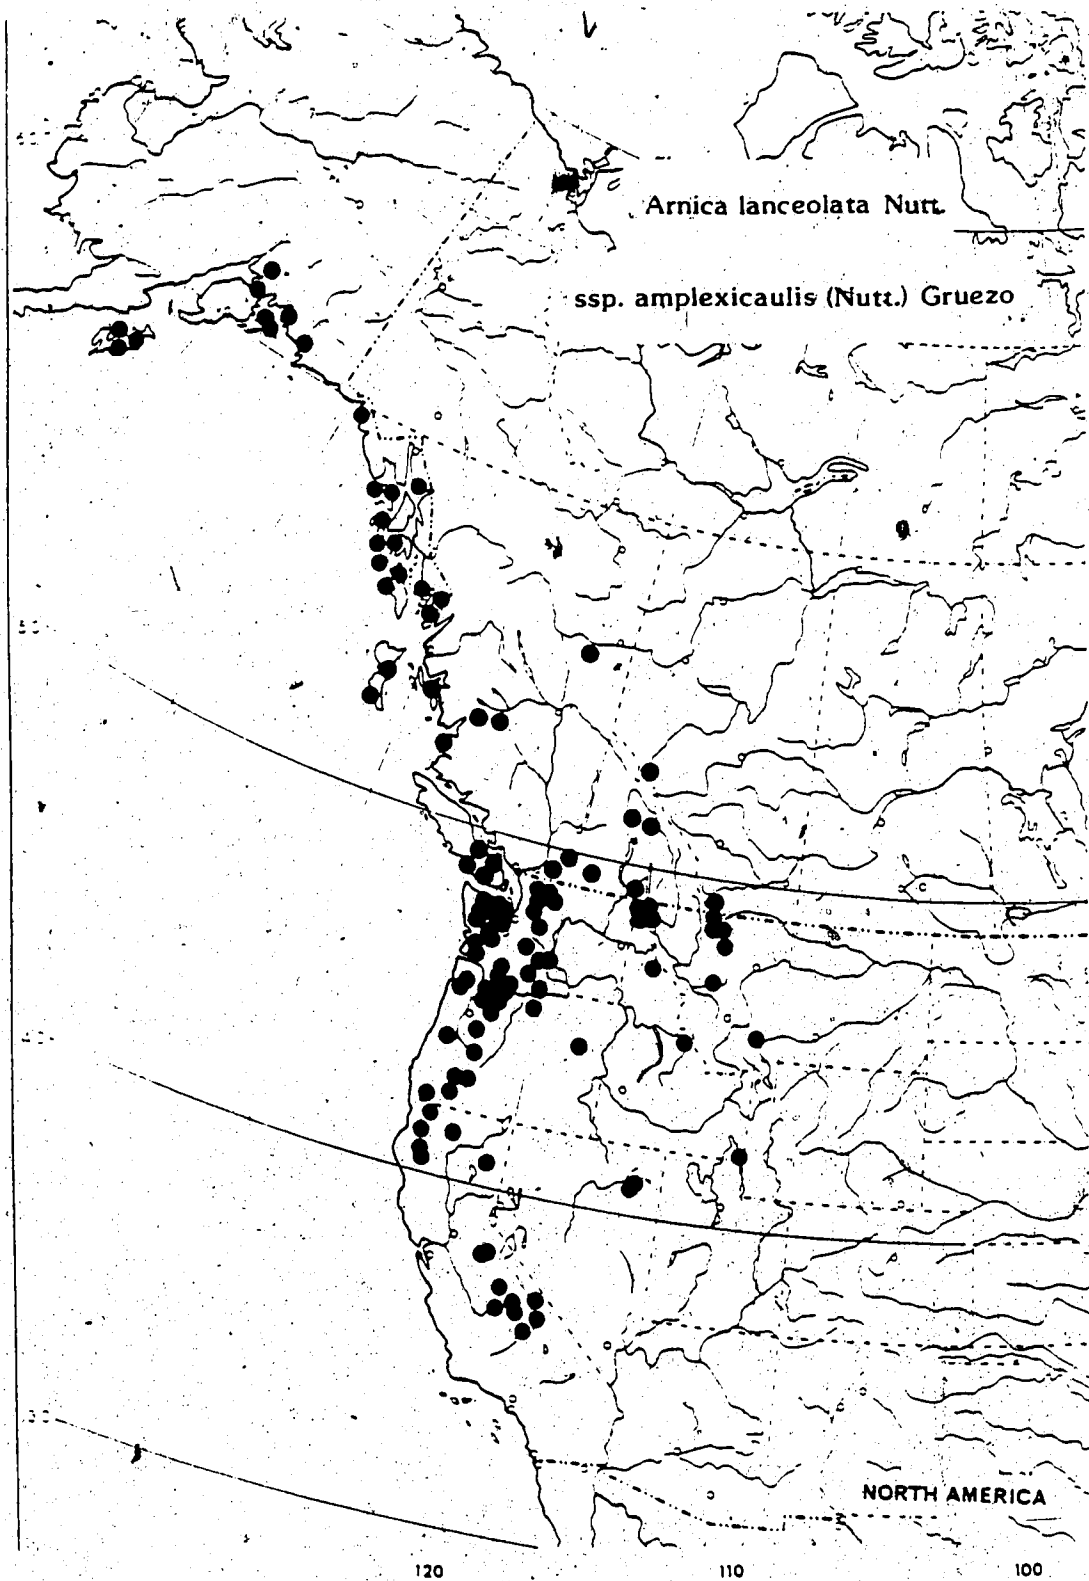 Arnica lanceolata Nutt.
ssp. amplexicaulis (Nutt.) Gruezo
NORTH AMERICA
120
110
100